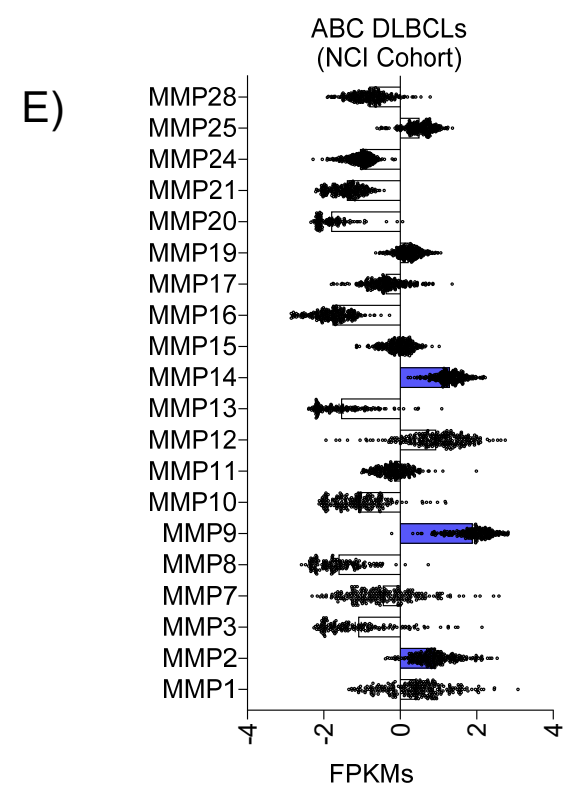 ABC DLBCLs
(NCI Cohort)
E)
MMP28
MMP25
MMP24
MMP21
MMP20
MMP19
MMP17
MMP16
MMP15
MMP14
MMP13
MMP12
MMP11
MMP10
MMP9
MMP8
MMP7
MMP3
MMP2
MMP1
-4 -2 0 2 4
FPKMs